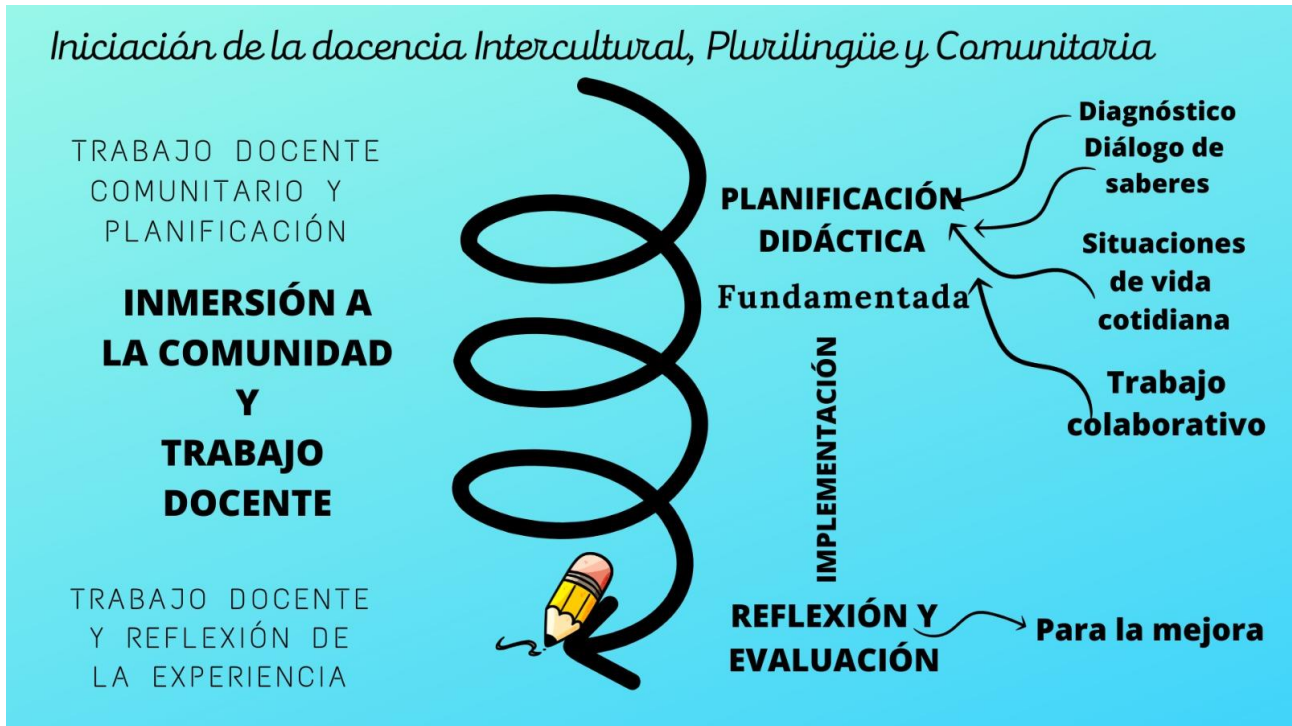 Iniciación de la docencia Intercultural, Plurilingüe y Comunitaria
TRABAJO DOCENTE
COMUNITARIO Y
PLANIFICACIÓN
INMERSIÓN A
LA COMUNIDAD
Y
TRABAJO
DOCENTE
TRABAJO DOCENTE
Y REFLEXIÓN DE
LA EXPERIENCIA
PLANIFICACIÓN
DIDÁCTICA
Fundamentada
Diagnóstico
Diálogo de
saberes
Situaciones
de vida
cotidiana
Trabajo
colaborativo
IMPLEMENTACIÓN
REFLEXIÓN Y
EVALUACIÓN
Para la mejora